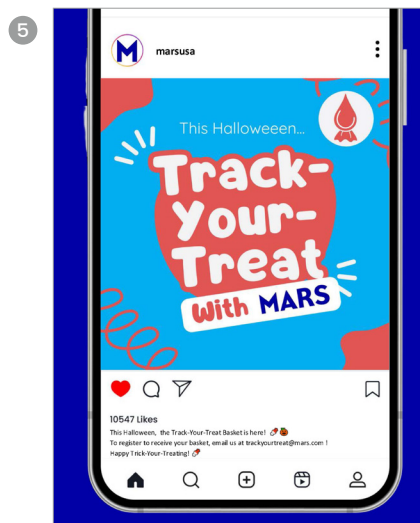 5
M
marsusa
This Halloweeen...
Track-
Your-
Treat
With MARS
10547 Likes
This Halloween, the Track-Your-Treat Basket is here!
To register to receive your basket, email us at trackyourtreat@mars.com !
Happy Trick-Your-Treating!